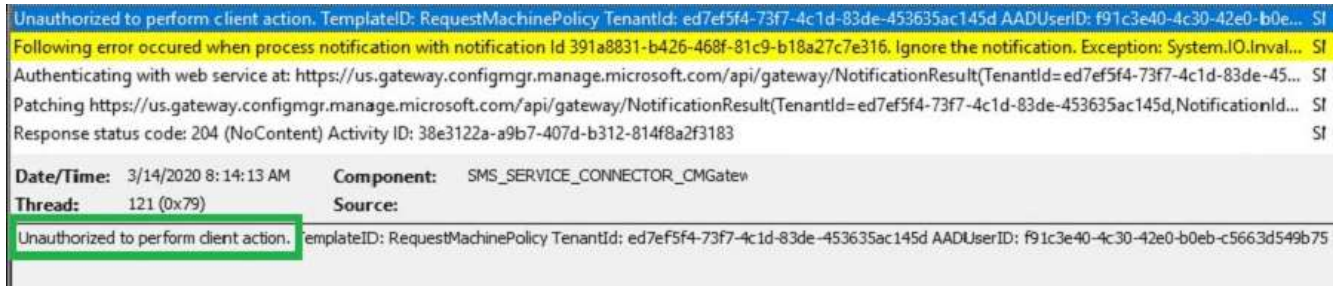 Unauthorized to perform client action. TemplateID: RequestMachinePolicy TenantId: ed7ef5f4-73f7-4c1d-83de-453635ac145d AADUserID: f91c3e40-4c30-42e0-b0e... SI
Following error occured when process notification with notification Id 391a8831-b426-468f-81c9-b18a27c7e316. Ignore the notification. Exception: System.IO.Inval... SI
Authenticating with web service at: https://us.gateway.configmgr.manage.microsoft.com/api/gateway/NotificationResult(TenantId=ed7ef5f4-73f7-4c1d-83de-45... SI
Patching https://us.gateway.configmgr.manage.microsoft.com/api/gateway/NotificationResult(TenantId=ed7ef5f4-73f7-4c1d-83de-453635ac145d,NotificationId... SI
Response status code: 204 (NoContent) Activity ID: 38e3122a-a9b7-407d-b312-814f8a2f3183 SI
Date/Time: 3/14/2020 8:14:13 AM Component: SMS_SERVICE_CONNECTOR_CMGatew
Thread: 121 (0x79) Source:
Unauthorized to perform client action. TemplateID: RequestMachinePolicy TenantId: ed7ef5f4-73f7-4c1d-83de-453635ac145d AADUserID: f91c3e40-4c30-42e0-b0eb-c5663d549b75